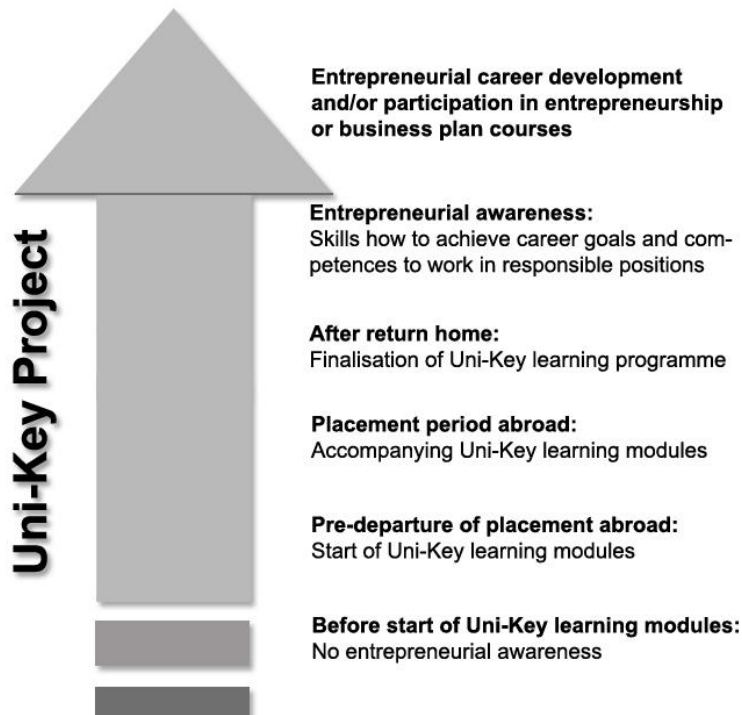 Uni-Key Project
Entrepreneurial career development
and/or participation in entrepreneurship
or business plan courses
Entrepreneurial awareness:
Skills how to achieve career goals and com-
petences to work in responsible positions
After return home:
Finalisation of Uni-Key learning programme
Placement period abroad:
Accompanying Uni-Key learning modules
Pre-departure of placement abroad:
Start of Uni-Key learning modules
Before start of Uni-Key learning modules:
No entrepreneurial awareness